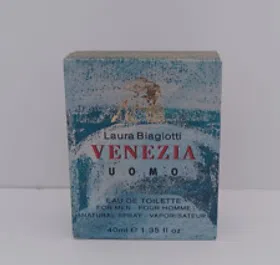 Laura Biagiotti
VENEZIA
UOMO
EAU DE TOILETTE
FOR MEN - POUR HOMME
NATURAL SPRAY - VAPORISATEUR
40ml e 1.35 fl oz